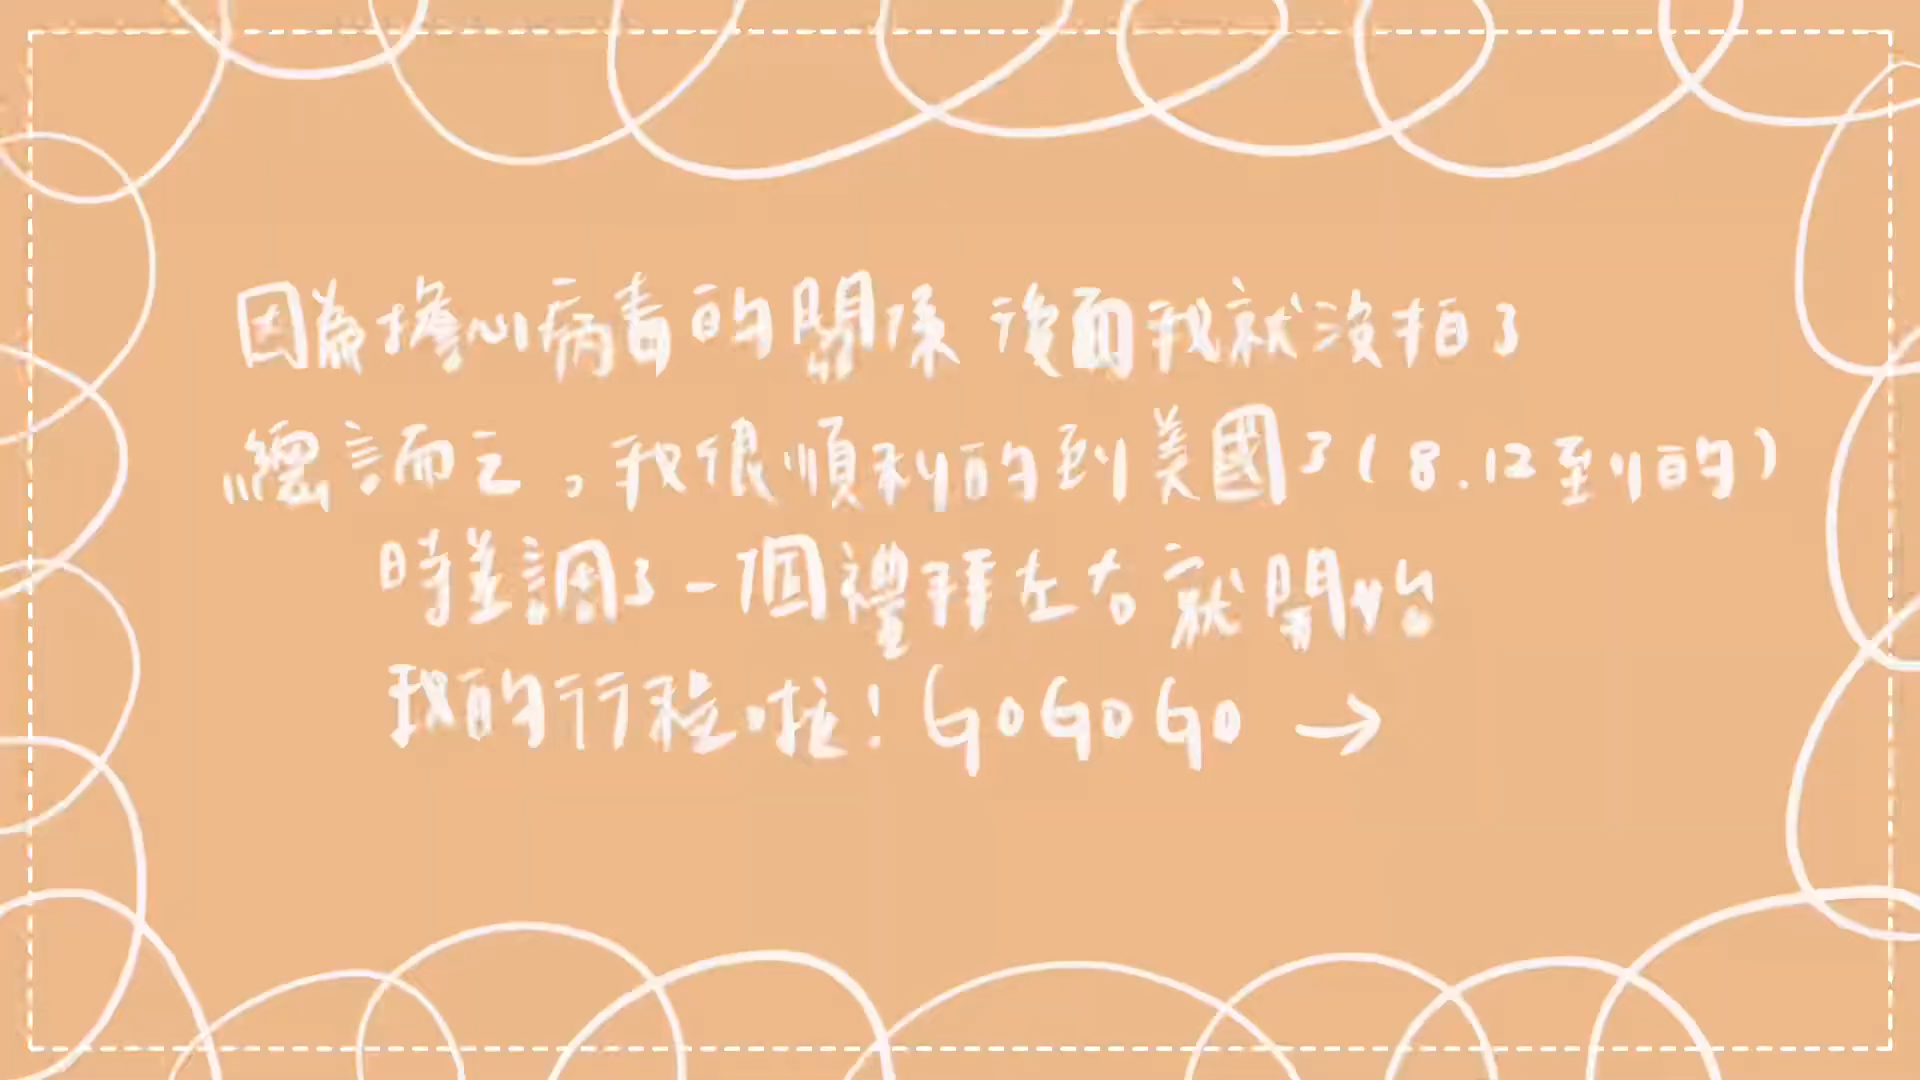 因為擔心病毒的關係 後面我就沒拍了
總言而之,我很順利的到美國了(8.12到的)
時差調了一個禮拜左右就開始
我的行程啦!GOGOGO →